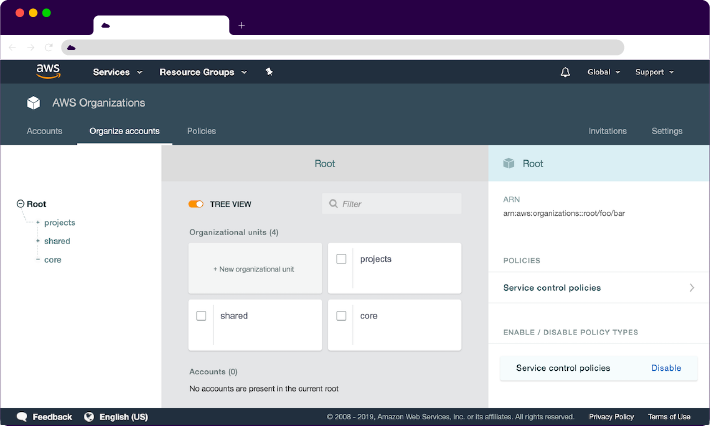 aws
Services
Resource Groups
Global
Support
AWS Organizations
Accounts
Organize accounts
Policies
Invitations
Settings
Root
projects
shared
core
Root
TREE VIEW
Filter
Organizational units (4)
+ New organizational unit
projects
shared
core
Accounts (0)
No accounts are present in the current root
Root
ARN
arn:aws:organizations::root/foo/bar
POLICIES
Service control policies
ENABLE / DISABLE POLICY TYPES
Service control policies
Disable
Feedback
English (US)
© 2008 - 2019, Amazon Web Services, Inc. or its affiliates. All rights reserved.
Privacy Policy
Terms of Use